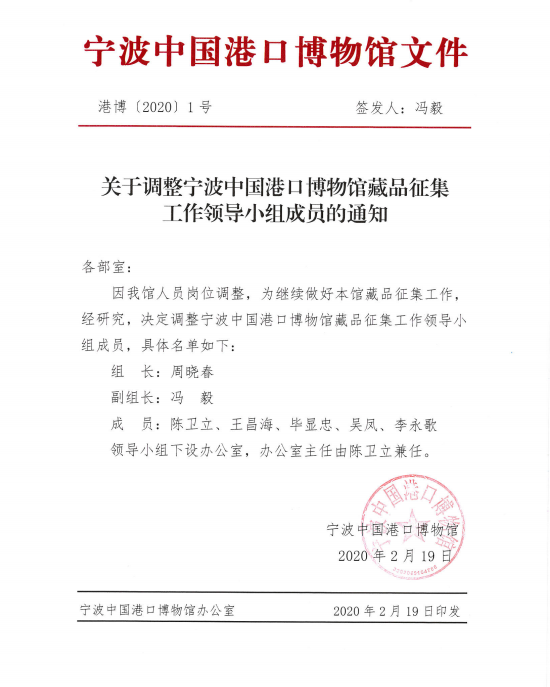 宁波中国港口博物馆文件
港博〔2020〕1号 签发人：冯毅
关于调整宁波中国港口博物馆藏品征集
工作领导小组成员的通知
各部室：
因我馆人员岗位调整，为继续做好本馆藏品征集工作，
经研究，决定调整宁波中国港口博物馆藏品征集工作领导小
组成员，具体名单如下：
组 长：周晓春
副组长：冯 毅
成 员：陈卫立、王昌海、毕显忠、吴凤、李永歌
领导小组下设办公室，办公室主任由陈卫立兼任。
宁波中国港口博物馆
宁波中国港口博物馆
2020年2月19日
宁波中国港口博物馆办公室 2020年2月19日印发